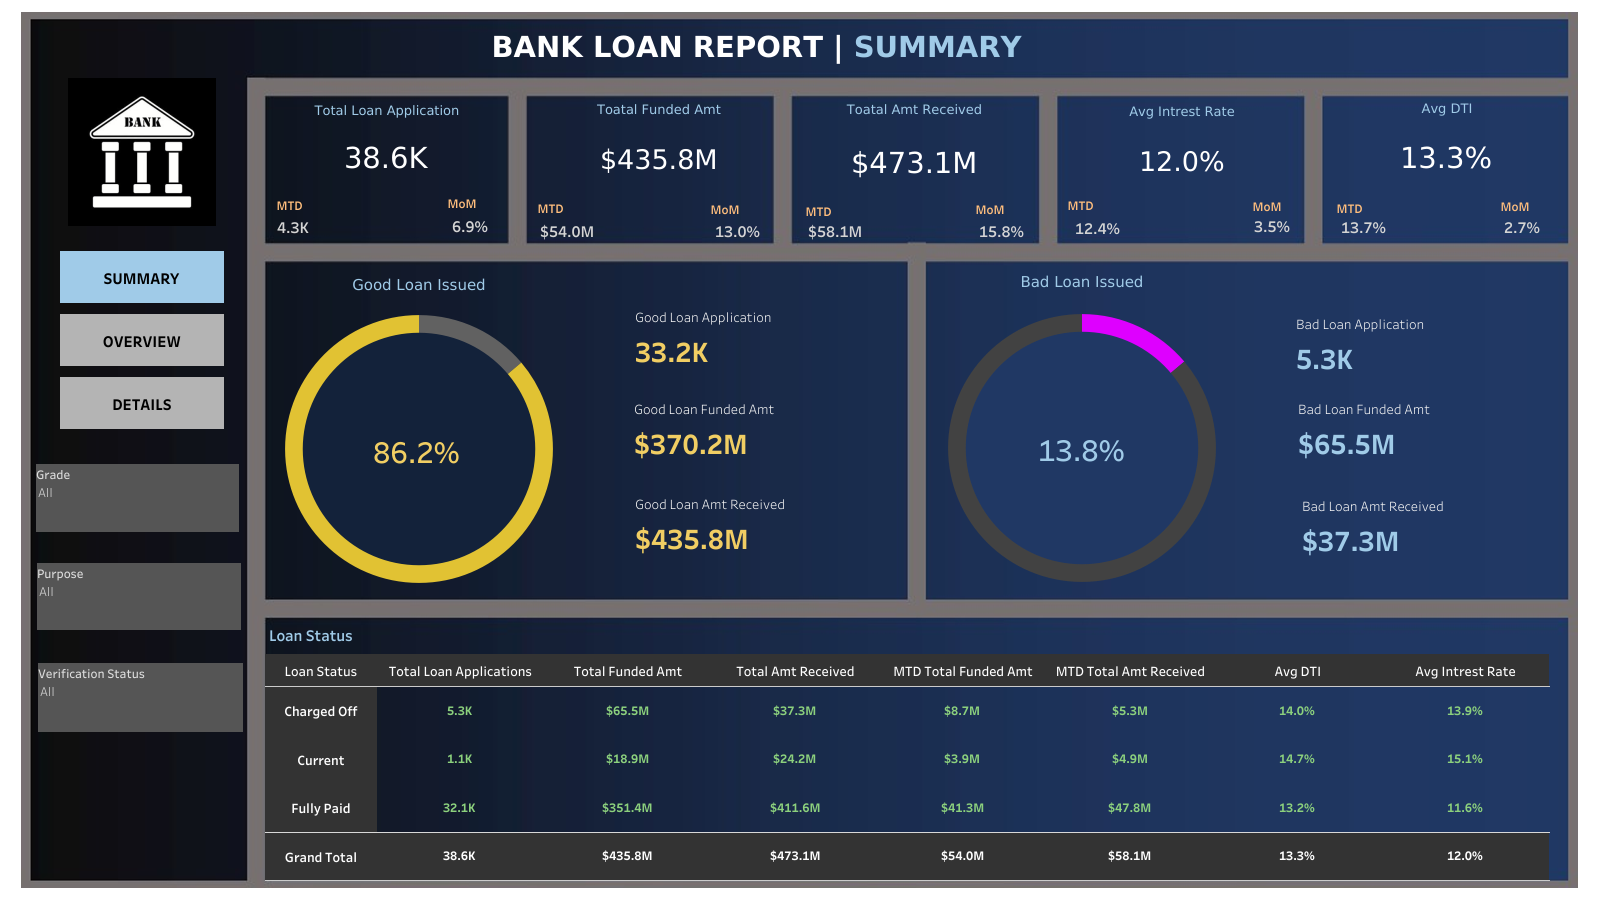 BANK LOAN REPORT | SUMMARY
BANK
SUMMARY
OVERVIEW
DETAILS
Grade
All
Purpose
All
Verification Status
All
Total Loan Application
38.6K
MTD MoM
4.3K 6.9%
Toatal Funded Amt
$435.8M
MTD MoM
$54.0M 13.0%
Toatal Amt Received
$473.1M
MTD MoM
$58.1M 15.8%
Avg Intrest Rate
12.0%
MTD MoM
12.4% 3.5%
Avg DTI
13.3%
MTD MoM
13.7% 2.7%
Good Loan Issued
86.2%
Good Loan Application
33.2K
Good Loan Funded Amt
$370.2M
Good Loan Amt Received
$435.8M
Bad Loan Issued
13.8%
Bad Loan Application
5.3K
Bad Loan Funded Amt
$65.5M
Bad Loan Amt Received
$37.3M
Loan Status
Loan Status Total Loan Applications Total Funded Amt Total Amt Received MTD Total Funded Amt MTD Total Amt Received Avg DTI Avg Intrest Rate
Charged Off 5.3K $65.5M $37.3M $8.7M $5.3M 14.0% 13.9%
Current 1.1K $18.9M $24.2M $3.9M $4.9M 14.7% 15.1%
Fully Paid 32.1K $351.4M $411.6M $41.3M $47.8M 13.2% 11.6%
Grand Total 38.6K $435.8M $473.1M $54.0M $58.1M 13.3% 12.0%